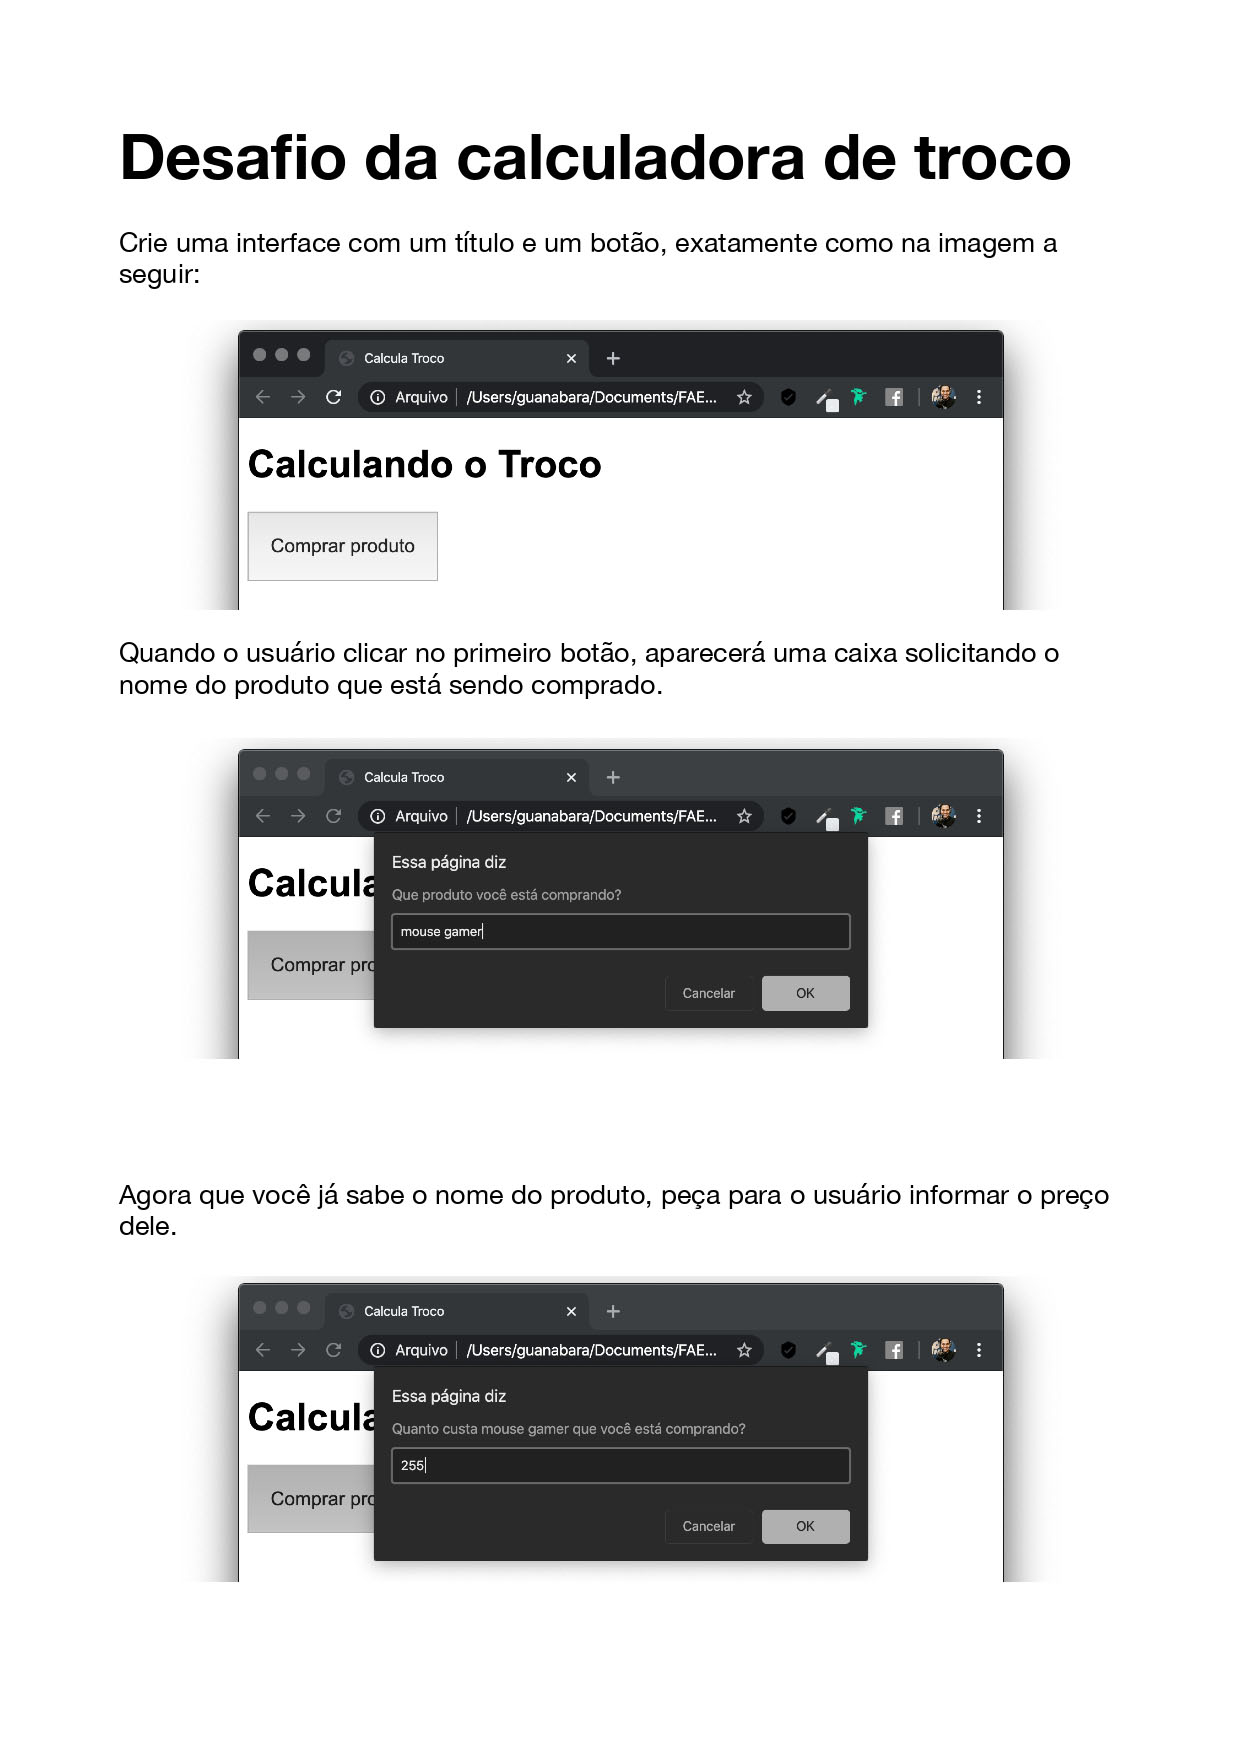 Desafio da calculadora de troco
Crie uma interface com um título e um botão, exatamente como na imagem a
seguir:
Calcula Troco
Arquivo /Users/guanabara/Documents/FAE...
Calculando o Troco
Comprar produto
Quando o usuário clicar no primeiro botão, aparecerá uma caixa solicitando o
nome do produto que está sendo comprado.
Calcula Troco
Arquivo /Users/guanabara/Documents/FAE...
Essa página diz
Calcula
Que produto você está comprando?
mouse gamer
Comprar pro
Cancelar OK
Agora que você já sabe o nome do produto, peça para o usuário informar o preço
dele.
Calcula Troco
Arquivo /Users/guanabara/Documents/FAE...
Essa página diz
Calcula
Quanto custa mouse gamer que você está comprando?
255
Comprar pro
Cancelar OK